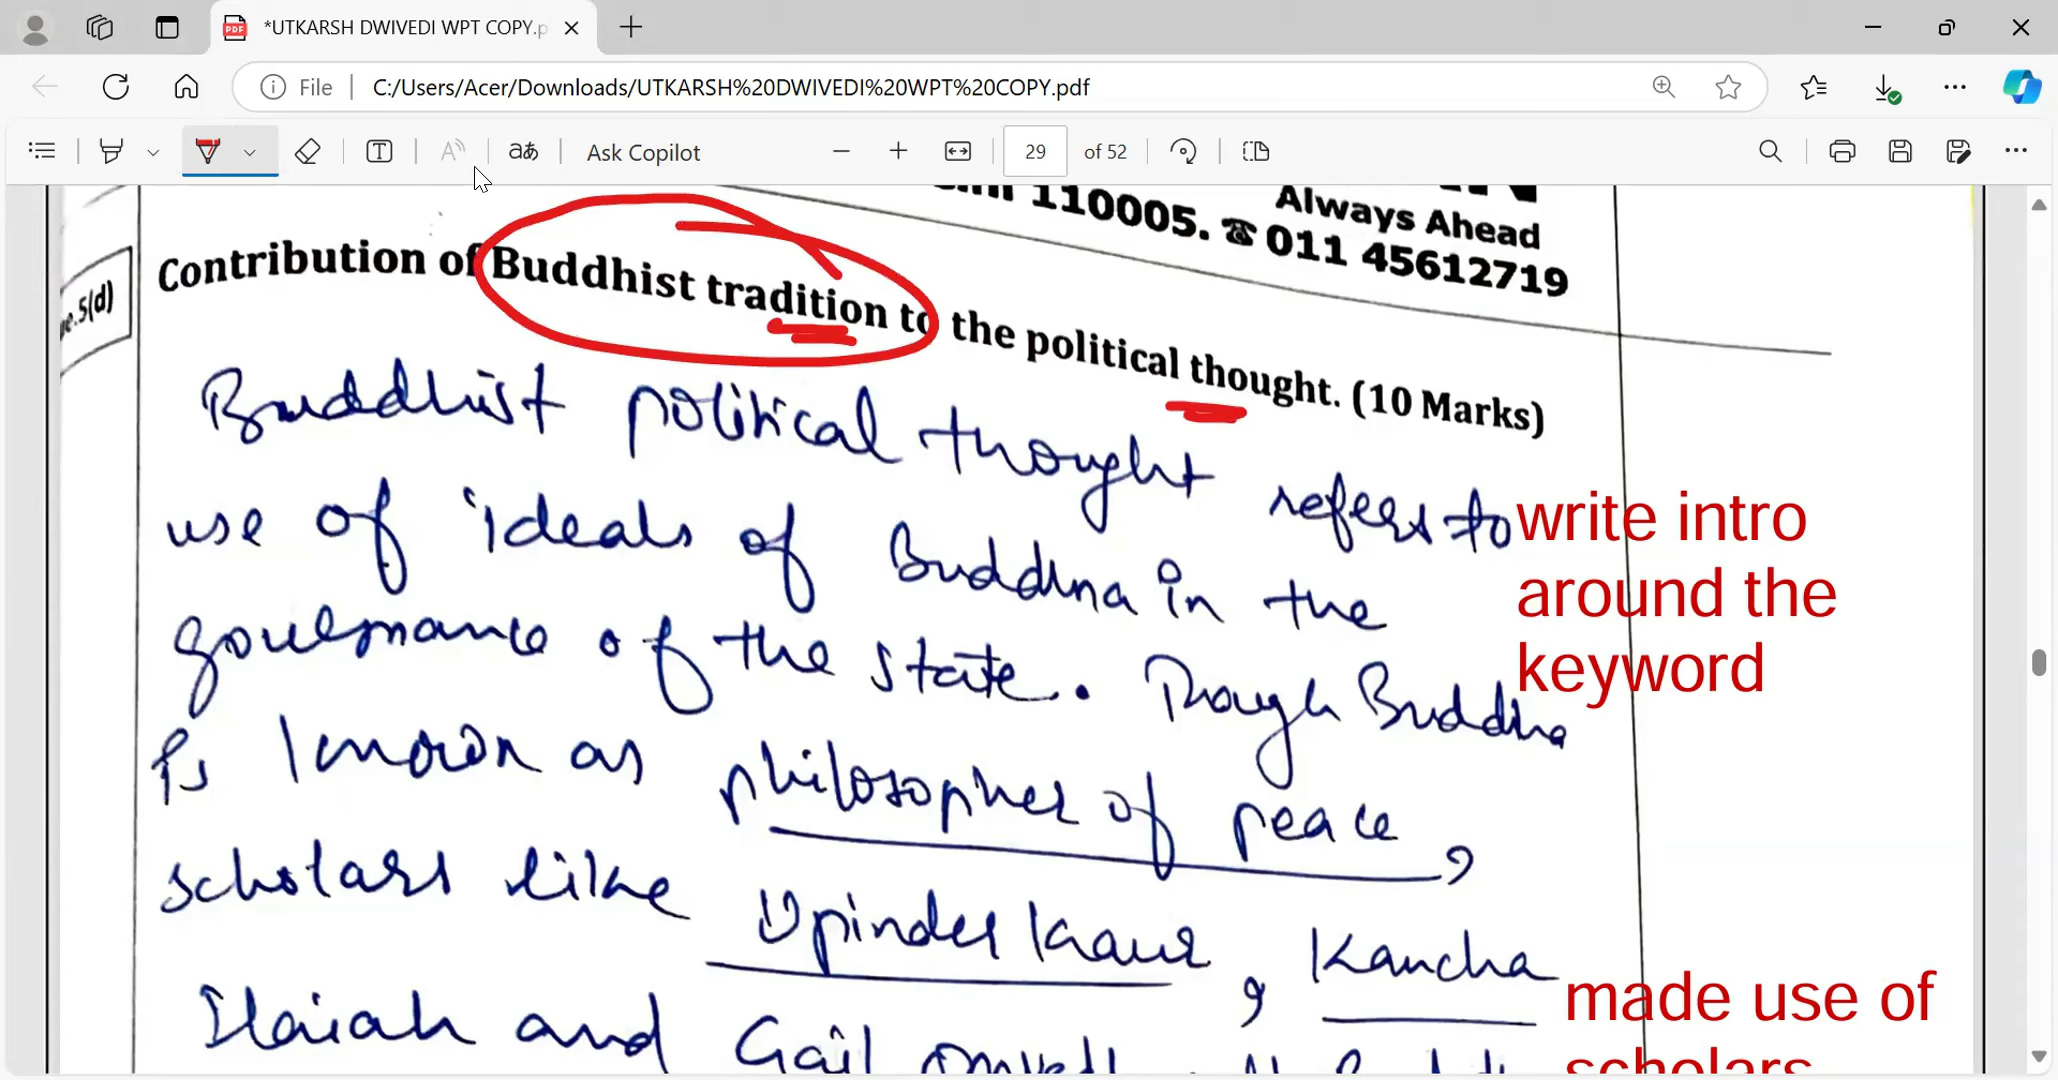 *UTKARSH DWIVEDI WPT COPY.p
File
C:/Users/Acer/Downloads/UTKARSH%20DWIVEDI%20WPT%20COPY.pdf
Ask Copilot
29
of 52
110005. ☎ 011 45612719
Always Ahead
Contribution of Buddhist tradition to the political thought. (10 Marks)
ue.5(d)
Buddhist political thought refers to
use of ideals of Buddha in the
governance of the state. Though Buddha
is known as philosopher of peace,
scholars like Upinder Kaur, Kancha
Ilaiah and Gail
write intro
around the
keyword
made use of
scholars